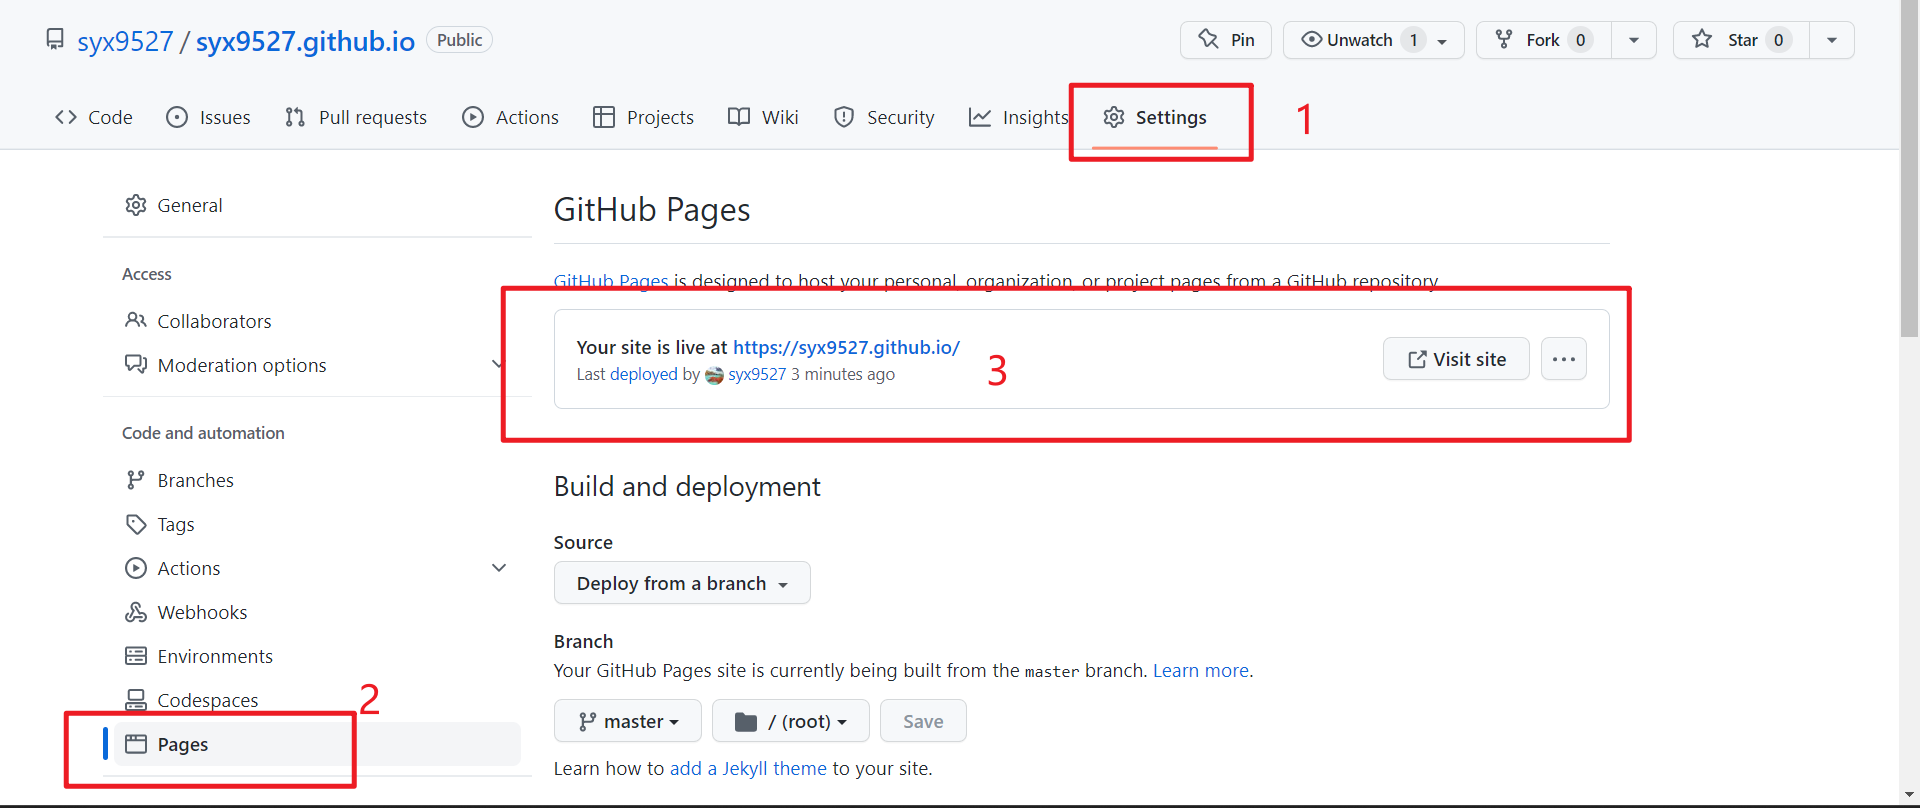 syx9527 / syx9527.github.io Public Pin Unwatch 1 Fork 0 Star 0
Code Issues Pull requests Actions Projects Wiki Security Insights Settings 1
General
Access
Collaborators
Moderation options
Code and automation
Branches
Tags
Actions
Webhooks
Environments
Codespaces
2
Pages
GitHub Pages
GitHub Pages is designed to host your personal, organization, or project pages from a GitHub repository.
Your site is live at https://syx9527.github.io/
Last deployed by syx9527 3 minutes ago
3
Visit site
Build and deployment
Source
Deploy from a branch
Branch
Your GitHub Pages site is currently being built from the master branch. Learn more.
master / (root) Save
Learn how to add a Jekyll theme to your site.